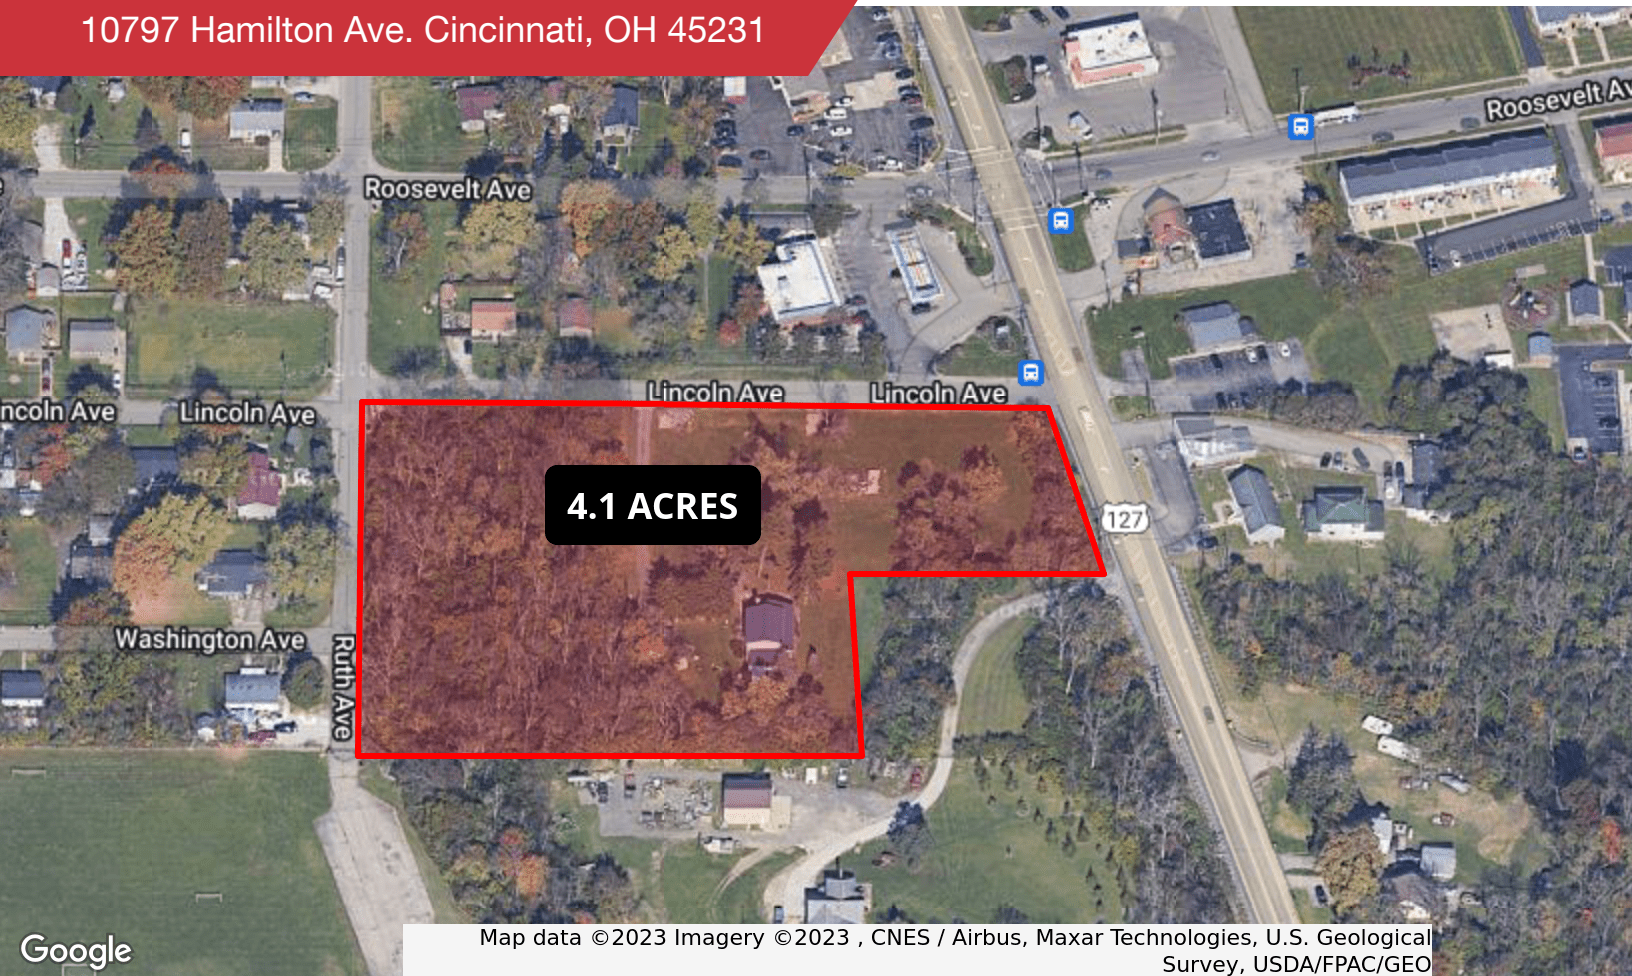 10797 Hamilton Ave. Cincinnati, OH 45231
Roosevelt Av
Roosevelt Ave
Lincoln Ave
Lincoln Ave
ncoln Ave
Lincoln Ave
4.1 ACRES
127
Washington Ave
Ruth Ave
Google
Map data ©2023 Imagery ©2023 , CNES / Airbus, Maxar Technologies, U.S. Geological
Survey, USDA/FPAC/GEO